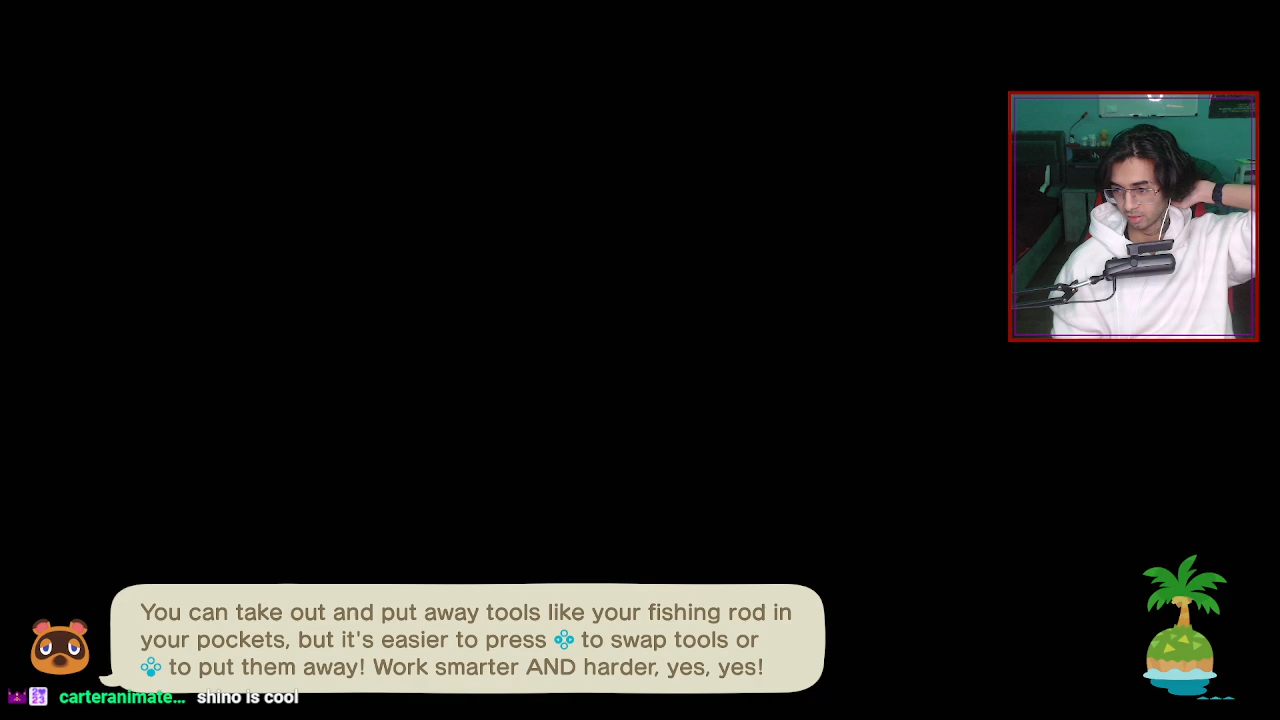 You can take out and put away tools like your fishing rod in
your pockets, but it's easier to press to swap tools or
to put them away! Work smarter AND harder, yes, yes!
carteranimate... shino is cool